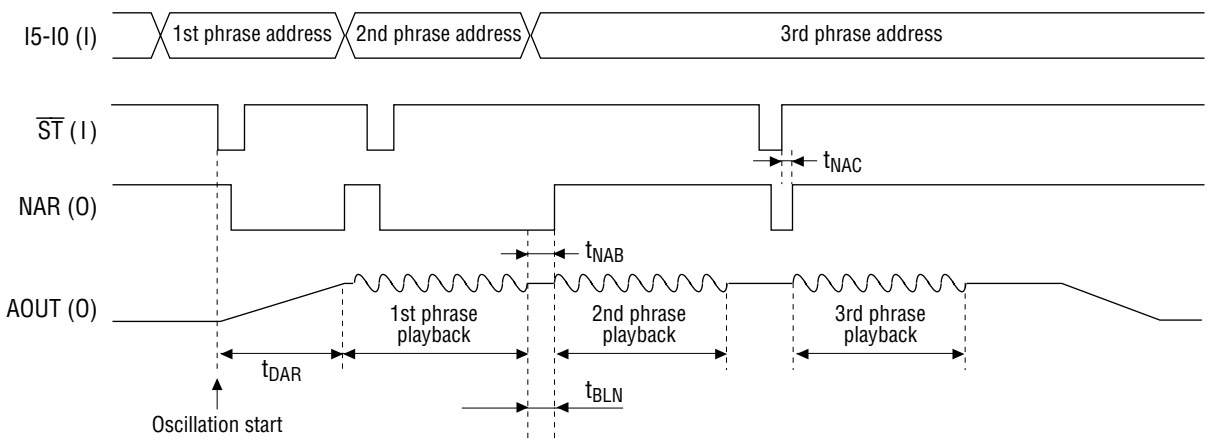 I5-I0 (I)
1st phrase address
2nd phrase address
3rd phrase address
ST (I)
tNAC
NAR (O)
tNAB
AOUT (O)
1st phrase
playback
2nd phrase
playback
3rd phrase
playback
tDAR
tBLN
Oscillation start